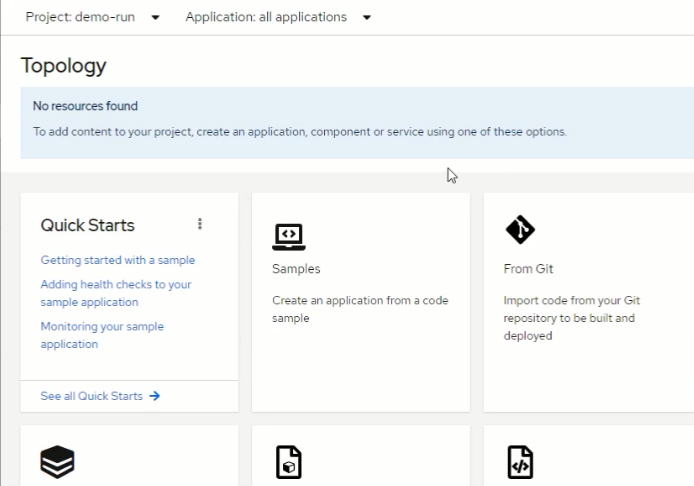 Project: demo-run Application: all applications
Topology
No resources found
To add content to your project, create an application, component or service using one of these options.
Quick Starts
Getting started with a sample
Adding health checks to your
sample application
Monitoring your sample
application
See all Quick Starts
Samples
Create an application from a code
sample
From Git
Import code from your Git
repository to be built and
deployed